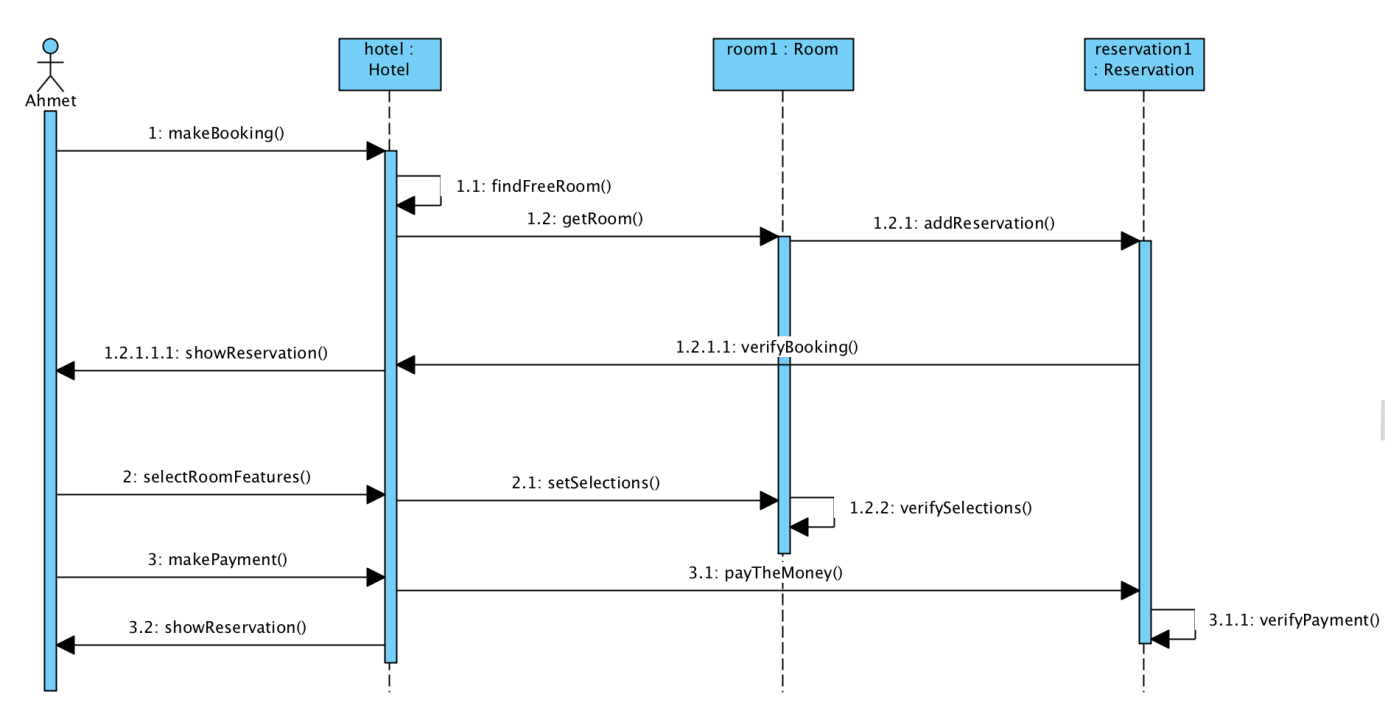 hotel :
Hotel
room1 : Room
reservation1
: Reservation
Ahmet
1: makeBooking()
1.1: findFreeRoom()
1.2: getRoom()
1.2.1: addReservation()
1.2.1.1: verifyBooking()
1.2.1.1.1: showReservation()
2: selectRoomFeatures()
2.1: setSelections()
1.2.2: verifySelections()
3: makePayment()
3.1: payTheMoney()
3.1.1: verifyPayment()
3.2: showReservation()